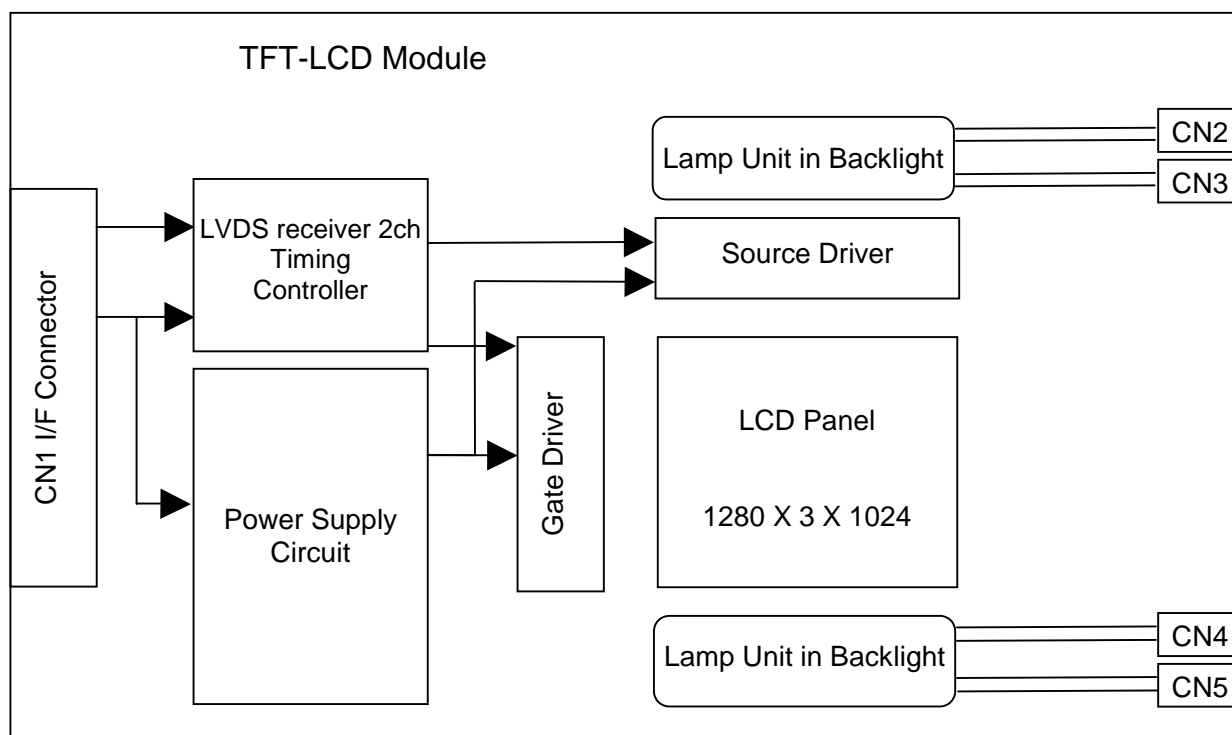 TFT-LCD Module
CN1 I/F Connector
LVDS receiver 2ch
Timing
Controller
Power Supply
Circuit
Gate Driver
Lamp Unit in Backlight
CN2
CN3
Source Driver
LCD Panel
1280 X 3 X 1024
Lamp Unit in Backlight
CN4
CN5